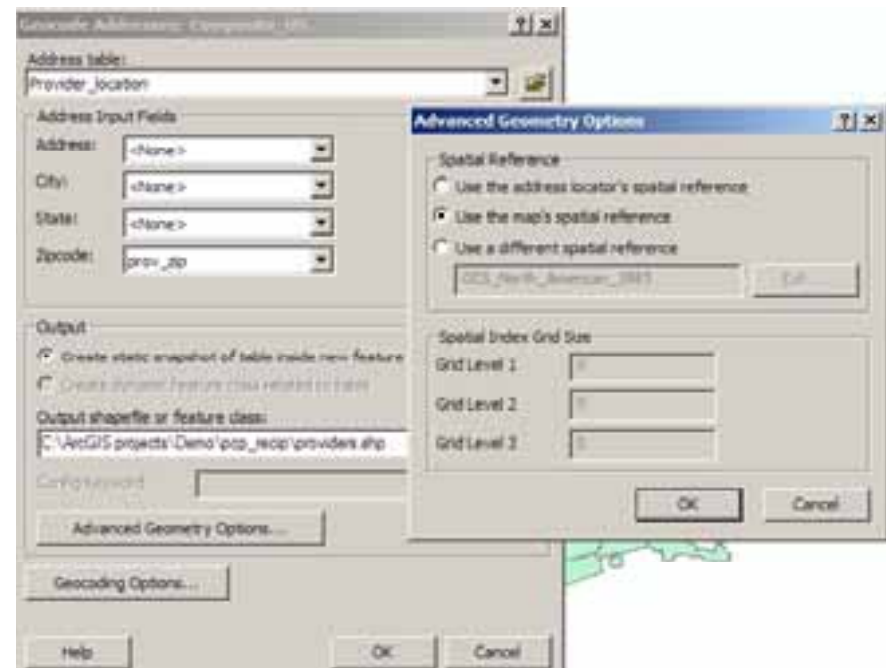 Geocode Addresses: Composite_US
Address table:
Provider_location
Address Input Fields
Address: <None>
City: <None>
State: <None>
Zipcode: prov_zip
Output
Create static snapshot of table inside new feature
Create dynamic feature class related to table
Output shapefile or feature class:
C:\ArcGIS projects\Demo\pop_recip\providers.shp
Config keyword
Advanced Geometry Options...
Geocoding Options...
Help OK Cancel
Advanced Geometry Options
Spatial Reference
Use the address locator's spatial reference
Use the map's spatial reference
Use a different spatial reference
GCS_North_American_1983
Spatial Index Grid Size
Grid Level 1
Grid Level 2
Grid Level 3
OK Cancel